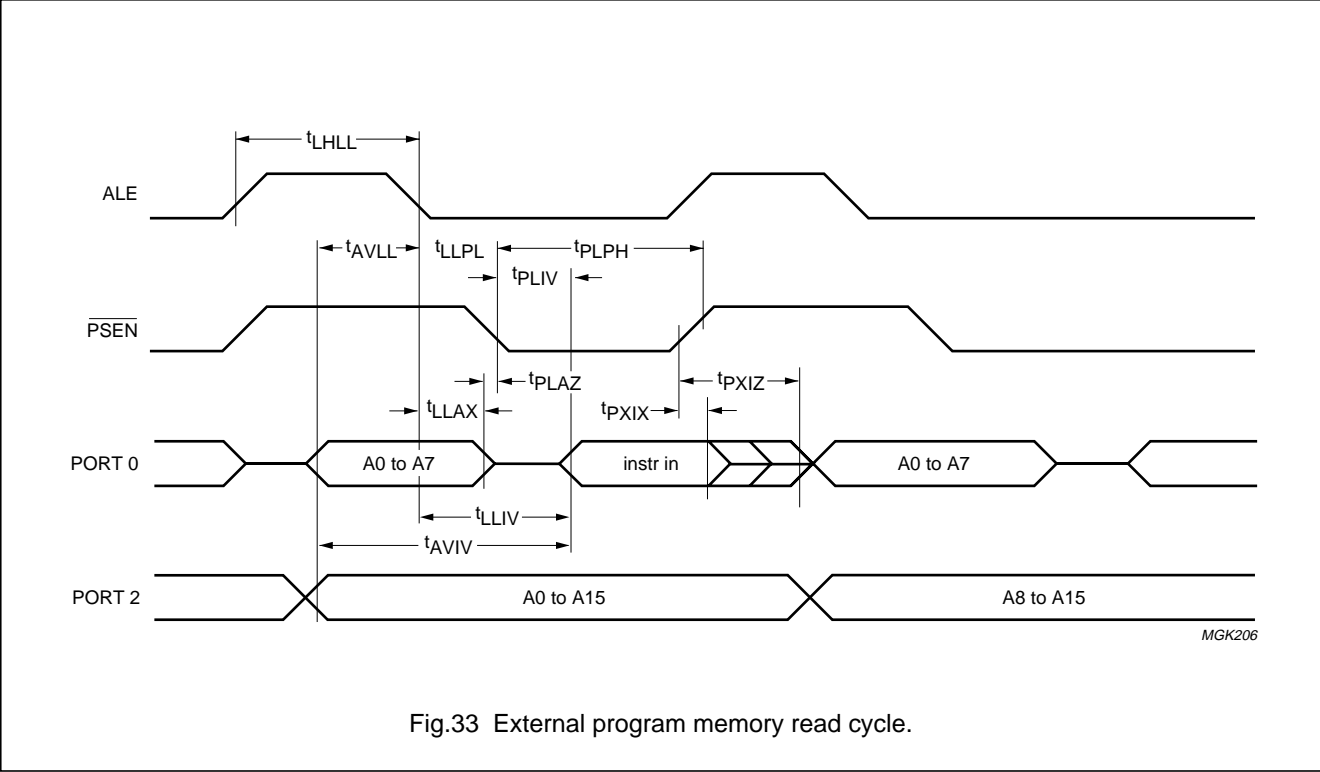 tLHLL
ALE
tAVLL tLLPL tPLPH
tPLIV
PSEN
tPLAZ tPXIZ
tLLAX tPXIX
PORT 0 A0 to A7 instr in A0 to A7
tLLIV
tAVIV
PORT 2 A0 to A15 A8 to A15
MGK206
Fig.33 External program memory read cycle.